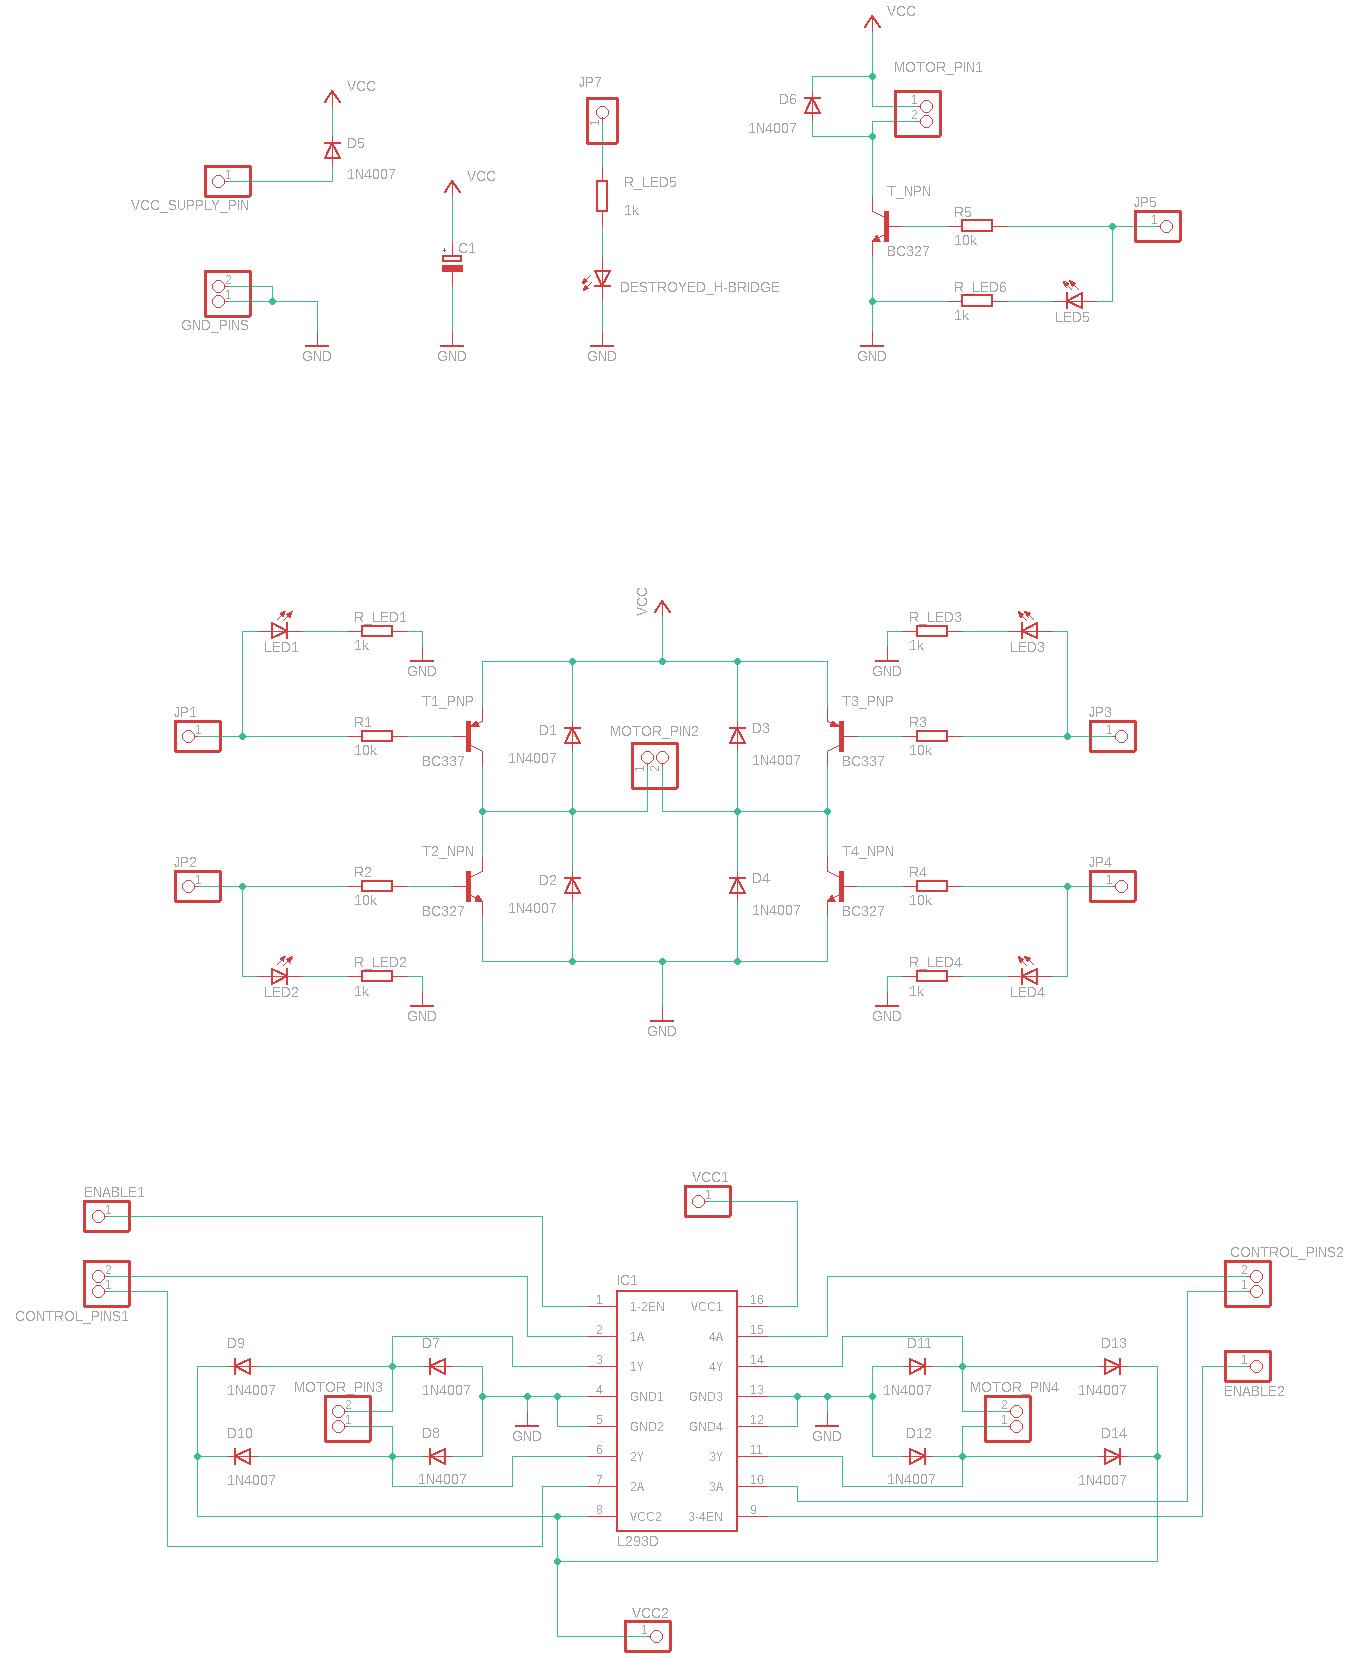 VCC
MOTOR_PIN1
1
2
D6
1N4007
T_NPN
BC327
R5
10k
JP5
1
R_LED6
1k
LED5
GND
VCC
D5
1N4007
1
VCC_SUPPLY_PIN
2
1
GND_PINS
GND
VCC
C1
GND
JP7
1
R_LED5
1k
DESTROYED_H-BRIDGE
GND
VCC
LED1
R_LED1
1k
GND
JP1
1
R1
10k
T1_PNP
BC337
D1
1N4007
MOTOR_PIN2
1
2
D3
1N4007
T3_PNP
BC337
R_LED3
1k
LED3
GND
R3
10k
JP3
1
JP2
1
R2
10k
T2_NPN
BC327
D2
1N4007
D4
1N4007
T4_NPN
BC327
R4
10k
JP4
1
LED2
R_LED2
1k
GND
GND
R_LED4
1k
LED4
GND
ENABLE1
1
2
1
CONTROL_PINS1
VCC1
1
CONTROL_PINS2
2
1
ENABLE2
1
IC1
1 1-2EN VCC1 16
2 1A 4A 15
3 1Y 4Y 14
4 GND1 GND3 13
5 GND2 GND4 12
6 2Y 3Y 11
7 2A 3A 10
8 VCC2 3-4EN 9
L293D
D9
1N4007
D7
1N4007
MOTOR_PIN3
2
1
D10
1N4007
D8
1N4007
GND
GND
D11
1N4007
D13
1N4007
MOTOR_PIN4
2
1
D12
1N4007
D14
1N4007
VCC2
1